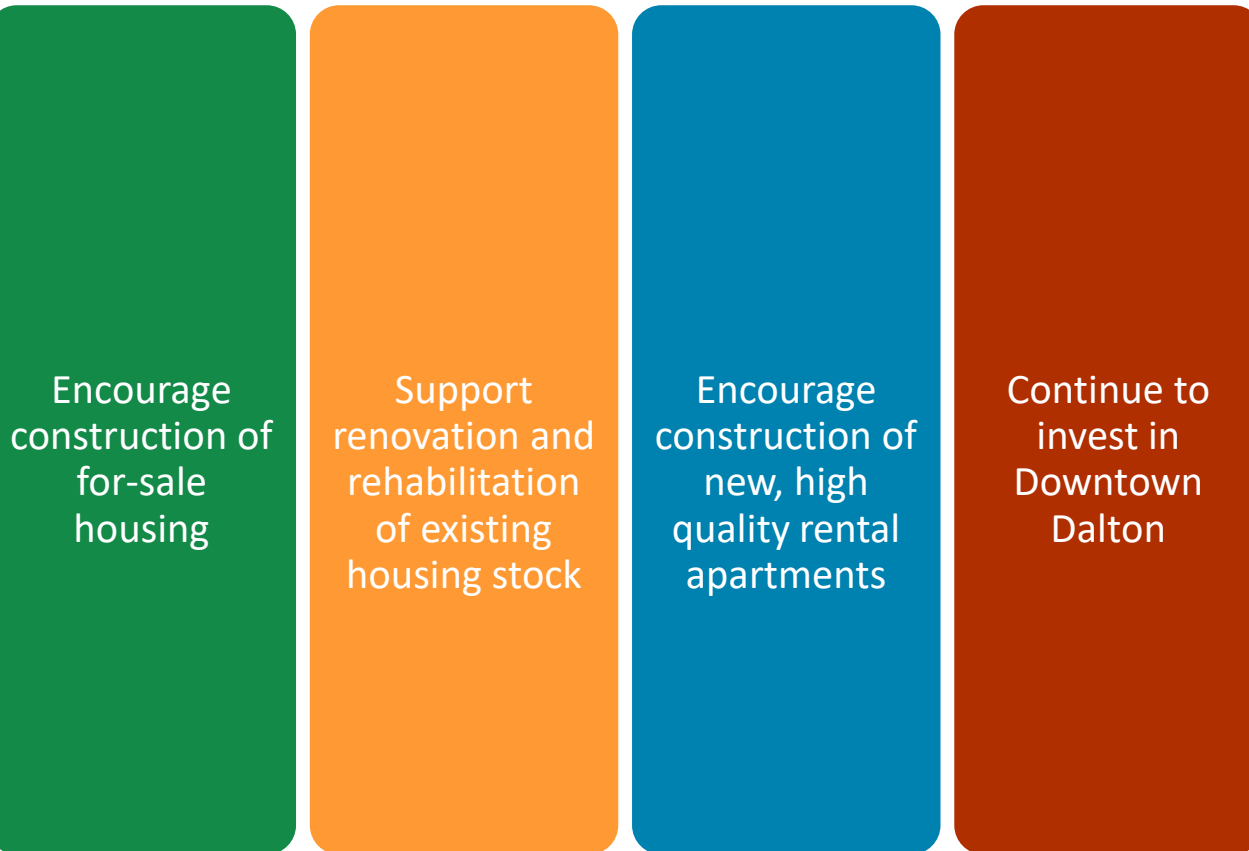 Encourage
construction of
for-sale
housing
Support
renovation and
rehabilitation
of existing
housing stock
Encourage
construction of
new, high
quality rental
apartments
Continue to
invest in
Downtown
Dalton